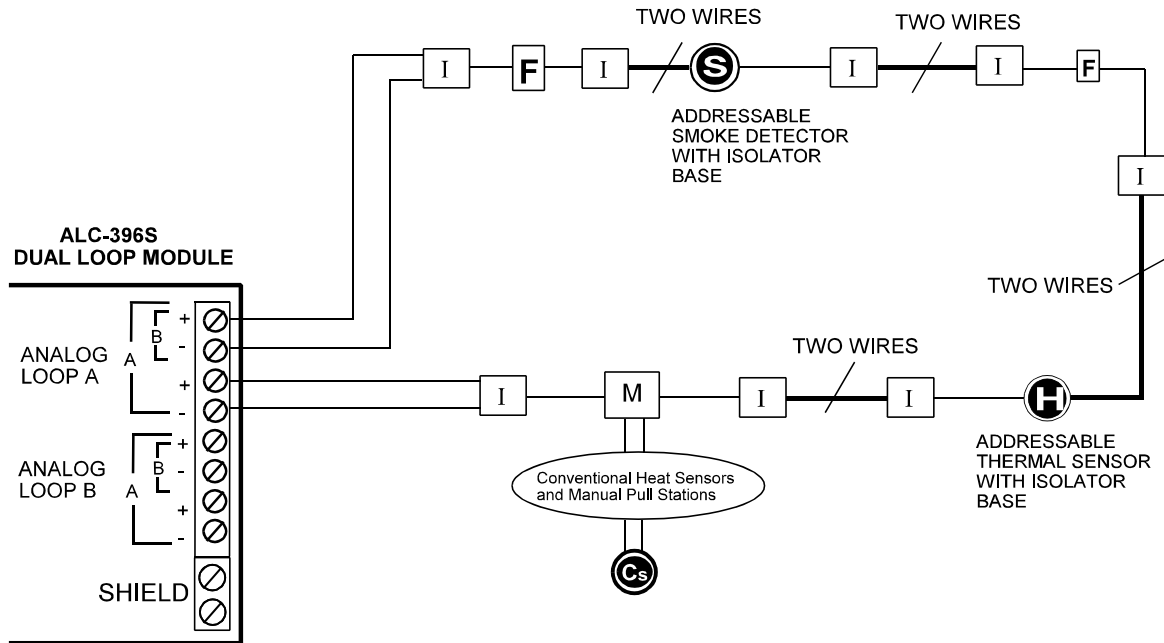 TWO WIRES
TWO WIRES
I
F
I
S
I
I
F
ADDRESSABLE
SMOKE DETECTOR
WITH ISOLATOR
BASE
I
ALC-396S
DUAL LOOP MODULE
TWO WIRES
ANALOG
LOOP A
A
B
+
-
+
-
TWO WIRES
I
M
I
I
H
ANALOG
LOOP B
A
B
+
-
+
-
Conventional Heat Sensors
and Manual Pull Stations
ADDRESSABLE
THERMAL SENSOR
WITH ISOLATOR
BASE
SHIELD
Cs